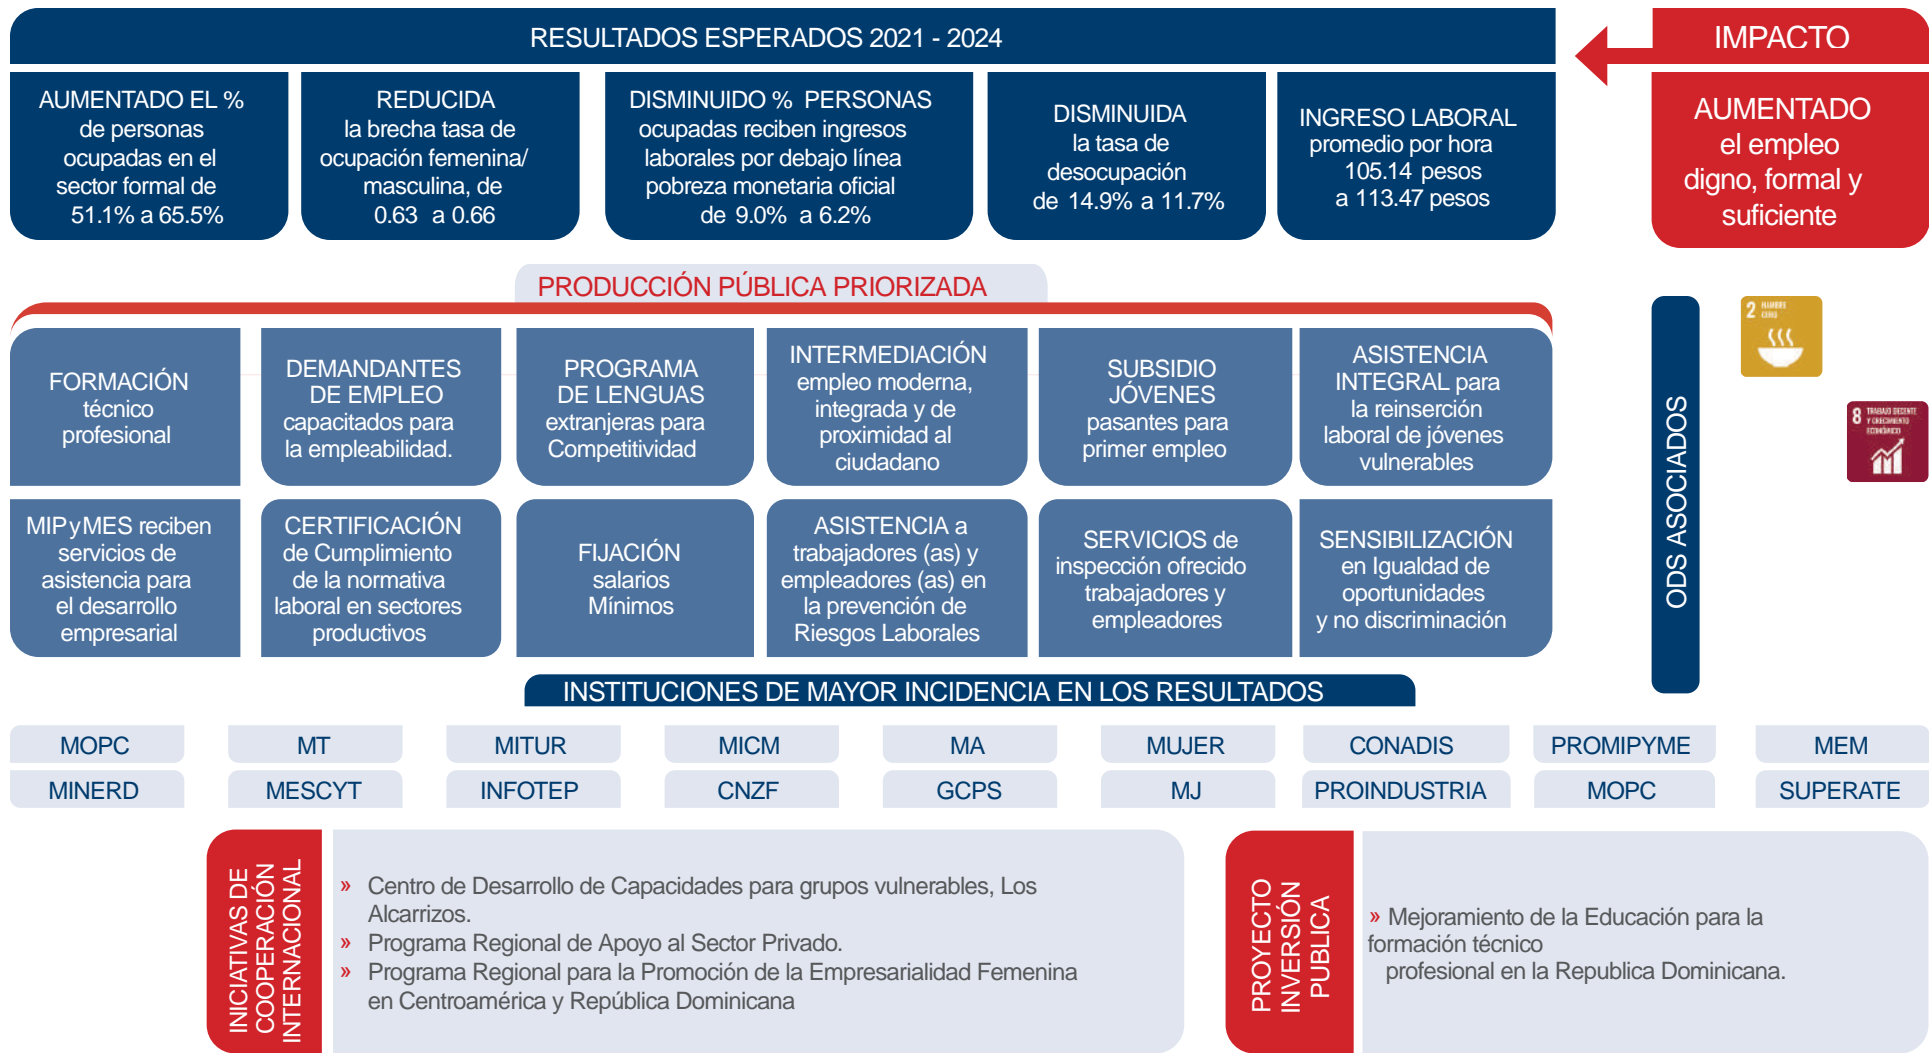 RESULTADOS ESPERADOS 2021 - 2024
IMPACTO
AUMENTADO EL %
de personas
ocupadas en el
sector formal de
51.1% a 65.5%
REDUCIDA
la brecha tasa de
ocupación femenina/
masculina, de
0.63 a 0.66
DISMINUIDO % PERSONAS
ocupadas reciben ingresos
laborales por debajo línea
pobreza monetaria oficial
de 9.0% a 6.2%
DISMINUIDA
la tasa de
desocupación
de 14.9% a 11.7%
INGRESO LABORAL
promedio por hora
105.14 pesos
a 113.47 pesos
AUMENTADO
el empleo
digno, formal y
suficiente
PRODUCCIÓN PÚBLICA PRIORIZADA
FORMACIÓN
técnico
profesional
DEMANDANTES
DE EMPLEO
capacitados para
la empleabilidad.
PROGRAMA
DE LENGUAS
extranjeras para
Competitividad
INTERMEDIACIÓN
empleo moderna,
integrada y de
proximidad al
ciudadano
SUBSIDIO
JÓVENES
pasantes para
primer empleo
ASISTENCIA
INTEGRAL para
la reinserción
laboral de jóvenes
vulnerables
MIPyMES reciben
servicios de
asistencia para
el desarrollo
empresarial
CERTIFICACIÓN
de Cumplimiento
de la normativa
laboral en sectores
productivos
FIJACIÓN
salarios
Mínimos
ASISTENCIA a
trabajadores (as) y
empleadores (as) en
la prevención de
Riesgos Laborales
SERVICIOS de
inspección ofrecido
trabajadores y
empleadores
SENSIBILIZACIÓN
en Igualdad de
oportunidades
y no discriminación
ODS ASOCIADOS
2 HAMBRE
CERO
8 TRABAJO DECENTE
Y CRECIMIENTO
ECONÓMICO
INSTITUCIONES DE MAYOR INCIDENCIA EN LOS RESULTADOS
MOPC MT MITUR MICM MA MUJER CONADIS PROMIPYME MEM
MINERD MESCYT INFOTEP CNZF GCPS MJ PROINDUSTRIA MOPC SUPERATE
INICIATIVAS DE
COOPERACIÓN
INTERNACIONAL
» Centro de Desarrollo de Capacidades para grupos vulnerables, Los
Alcarrizos.
» Programa Regional de Apoyo al Sector Privado.
» Programa Regional para la Promoción de la Empresarialidad Femenina
en Centroamérica y República Dominicana
PROYECTO
INVERSIÓN
PUBLICA
» Mejoramiento de la Educación para la
formación técnico
profesional en la Republica Dominicana.